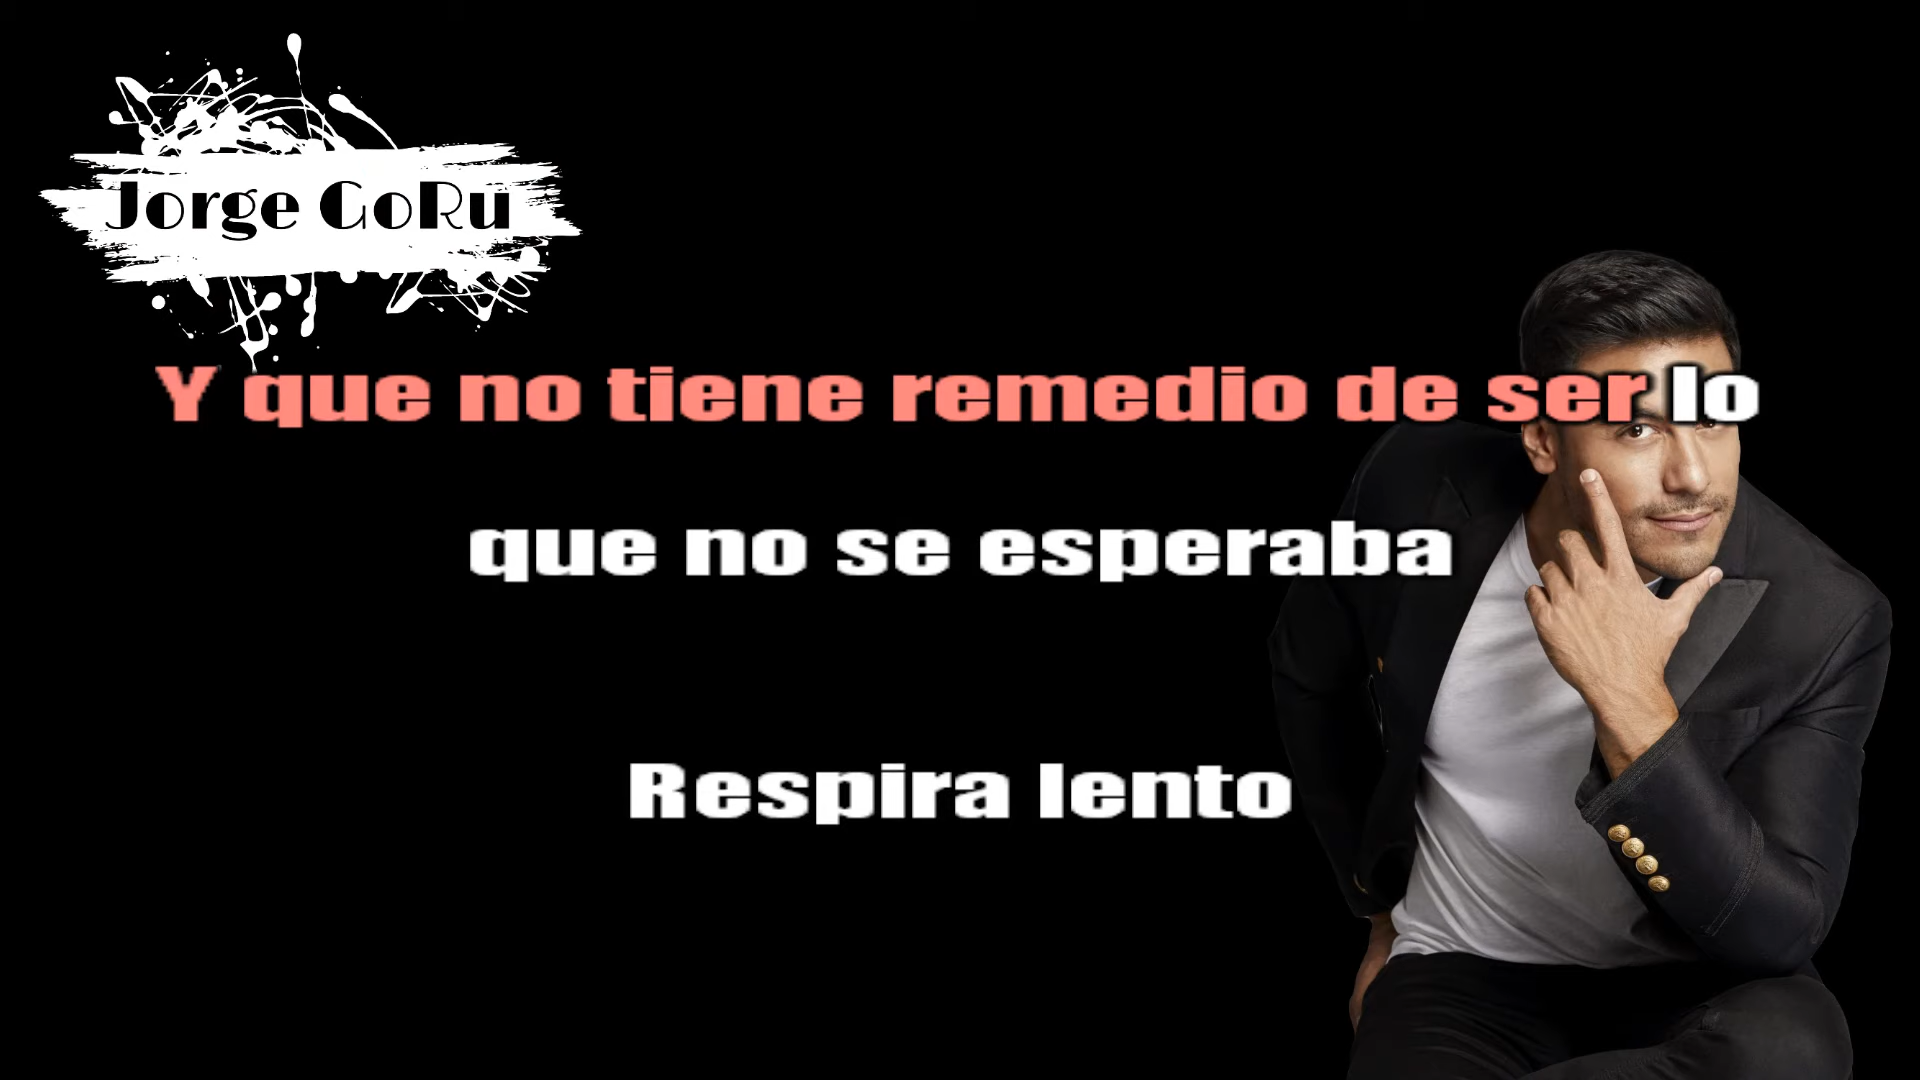 Jorge GoRu
Y que no tiene remedio de ser lo
que no se esperaba
Respira lento